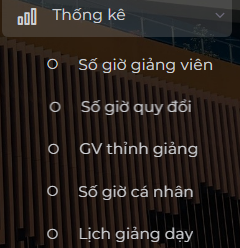 Thống kê
Số giờ giảng viên
Số giờ quy đổi
GV thỉnh giảng
Số giờ cá nhân
Lịch giảng dạy